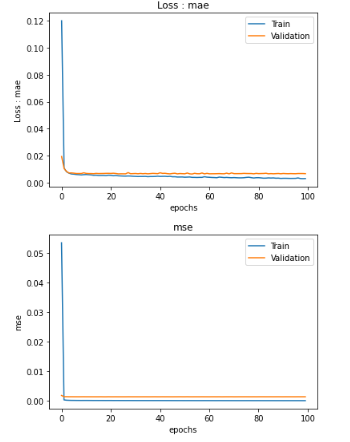 Loss : mae
Train
Validation
0.12
0.10
0.08
0.06
0.04
0.02
0.00
Loss : mae
0 20 40 60 80 100
epochs
mse
Train
Validation
0.05
0.04
0.03
0.02
0.01
0.00
mse
0 20 40 60 80 100
epochs